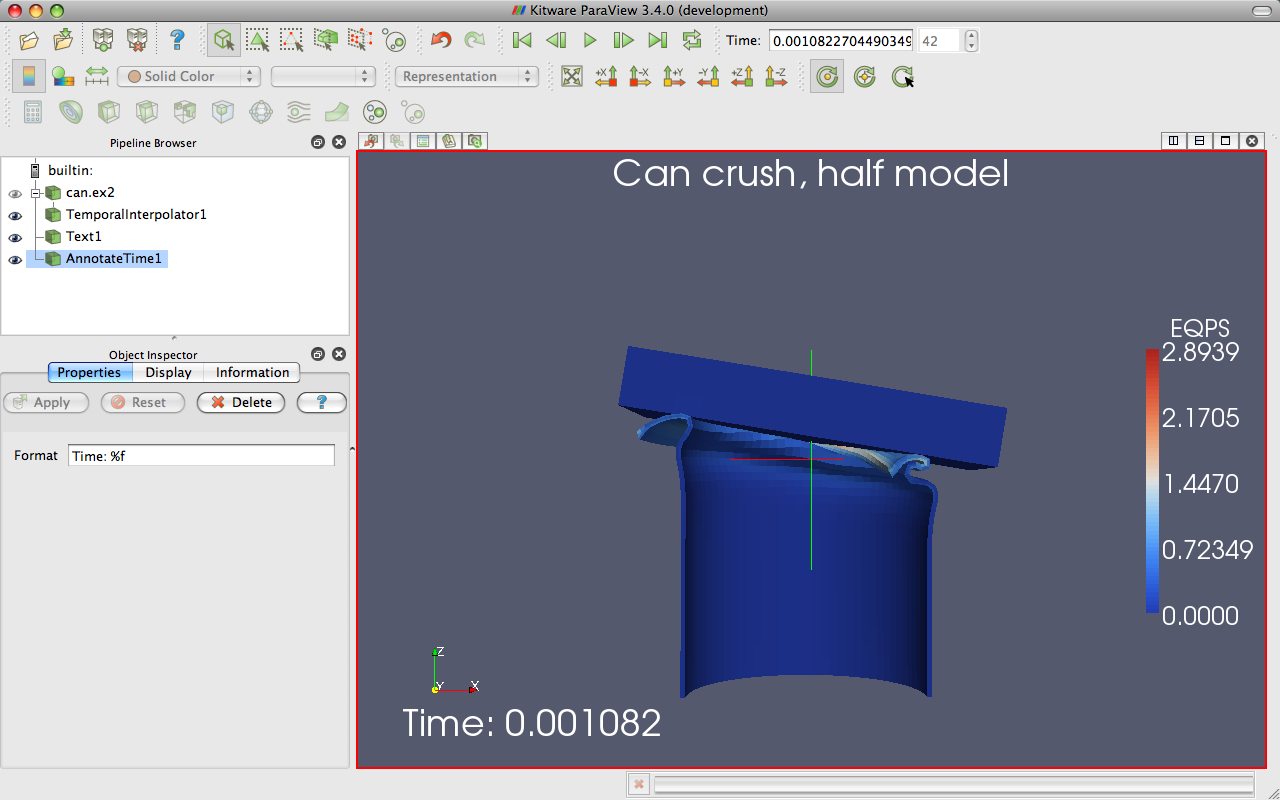 Kitware ParaView 3.4.0 (development)
Time: 0.0010822704490349 42
Solid Color Representation
+X -X +Y -Y +Z -Z
Pipeline Browser
builtin:
can.ex2
TemporalInterpolator1
Text1
AnnotateTime1
Object Inspector
Properties Display Information
Apply Reset Delete ?
Format Time: %f
Can crush, half model
EQPS
2.8939
2.1705
1.4470
0.72349
0.0000
Z
Y X
Time: 0.001082